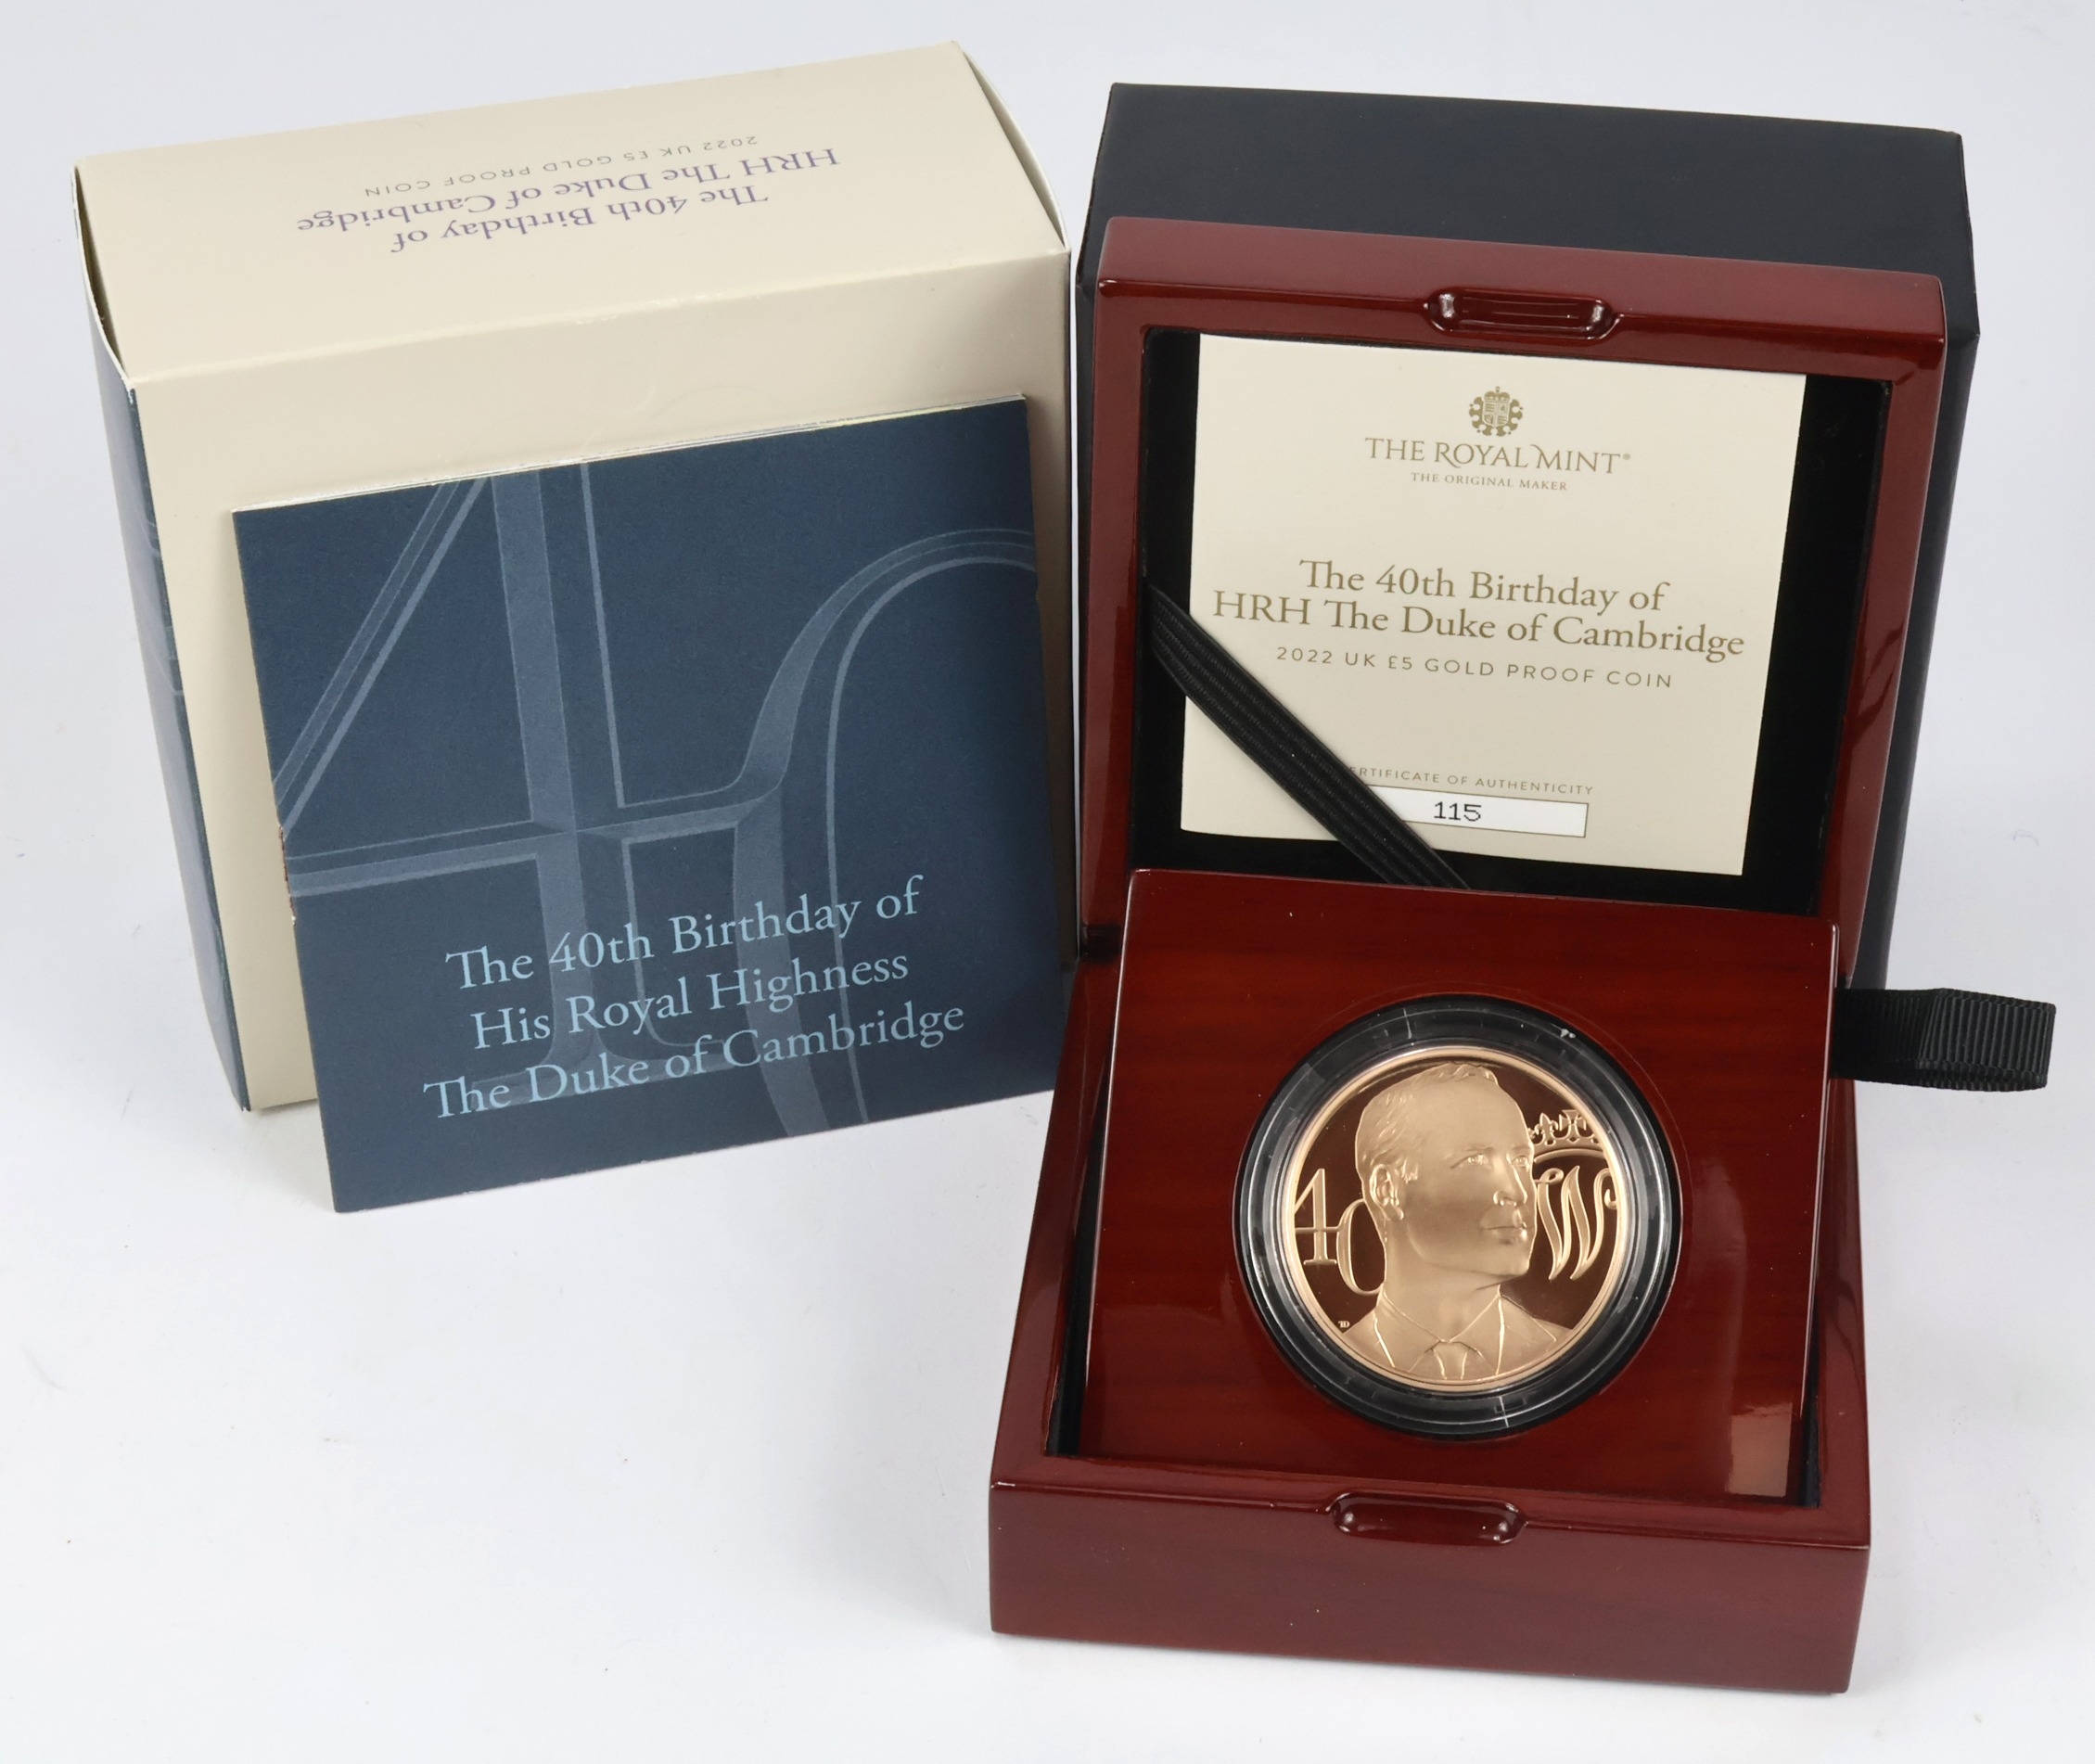 The 40th Birthday of
HRH The Duke of Cambridge
2022 UK £5 GOLD PROOF COIN
The 40th Birthday of
His Royal Highness
The Duke of Cambridge
THE ROYAL MINT®
THE ORIGINAL MAKER
The 40th Birthday of
HRH The Duke of Cambridge
2022 UK £5 GOLD PROOF COIN
ERTIFICATE OF AUTHENTICITY
115
40
W
TD